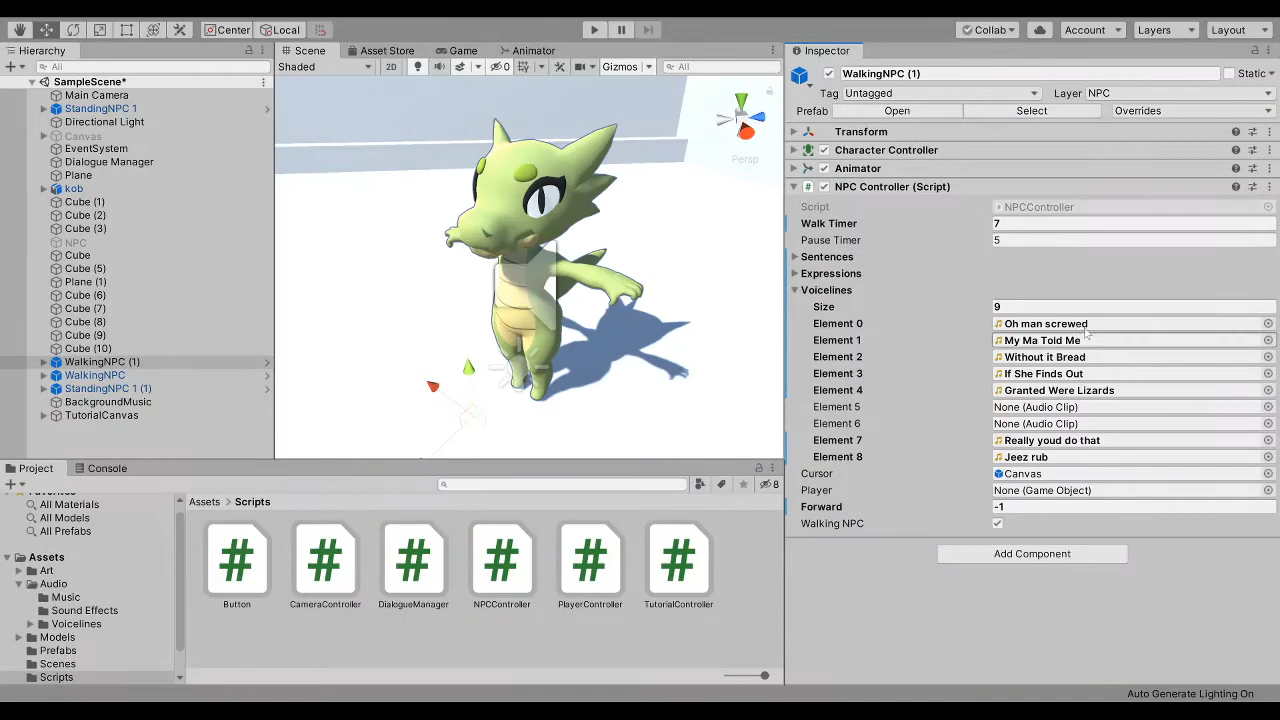 Center
Local
Collab
Account
Layers
Layout
Hierarchy
All
SampleScene*
Main Camera
StandingNPC 1
Directional Light
Canvas
EventSystem
Dialogue Manager
Plane
kob
Cube (1)
Cube (2)
Cube (3)
NPC
Cube
Cube (5)
Plane (1)
Cube (6)
Cube (7)
Cube (8)
Cube (9)
Cube (10)
WalkingNPC (1)
WalkingNPC
StandingNPC 1 (1)
BackgroundMusic
TutorialCanvas
Scene
Asset Store
Game
Animator
Shaded
2D
0
Gizmos
All
Persp
Inspector
WalkingNPC (1)
Static
Tag Untagged
Layer NPC
Prefab Open Select Overrides
Transform
Character Controller
Animator
NPC Controller (Script)
Script NPCController
Walk Timer 7
Pause Timer 5
Sentences
Expressions
Voicelines
Size 9
Element 0 Oh man screwed
Element 1 My Ma Told Me
Element 2 Without it Bread
Element 3 If She Finds Out
Element 4 Granted Were Lizards
Element 5 None (Audio Clip)
Element 6 None (Audio Clip)
Element 7 Really youd do that
Element 8 Jeez rub
Cursor Canvas
Player None (Game Object)
Forward -1
Walking NPC
Add Component
Project
Console
8
Favorites
All Materials
All Models
All Prefabs
Assets
Art
Audio
Music
Sound Effects
Voicelines
Models
Prefabs
Scenes
Scripts
Assets
Scripts
#
#
#
#
#
#
Button
CameraController
DialogueManager
NPCController
PlayerController
TutorialController
Auto Generate Lighting On